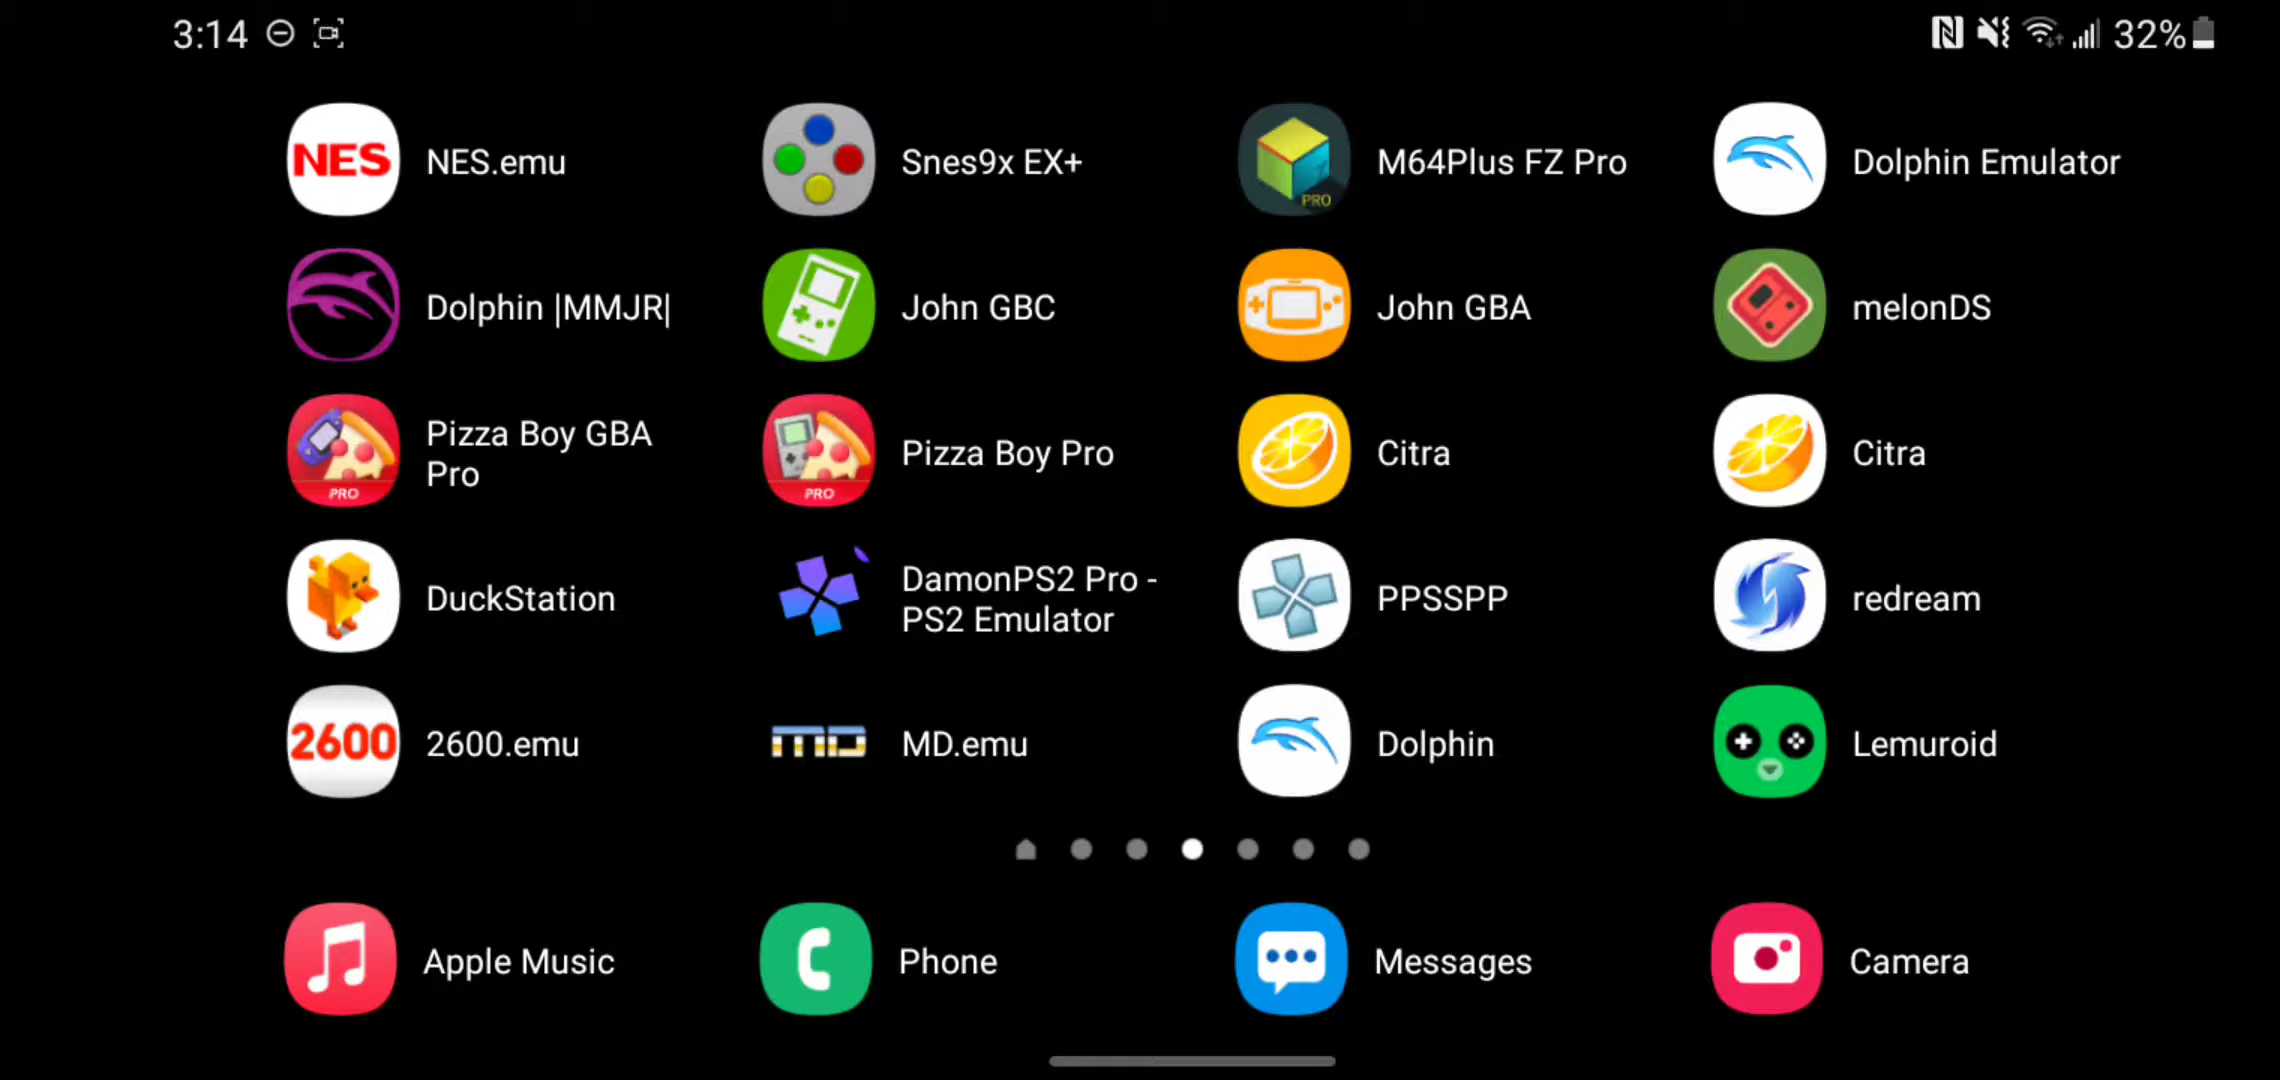 3:14 32%
NES NES.emu Snes9x EX+ PRO M64Plus FZ Pro Dolphin Emulator
Dolphin |MMJR| John GBC John GBA melonDS
PRO Pizza Boy GBA
Pro
PRO Pizza Boy Pro Citra Citra
DuckStation DamonPS2 Pro -
PS2 Emulator
PPSSPP redream
2600 2600.emu MD MD.emu Dolphin Lemuroid
Apple Music Phone Messages Camera